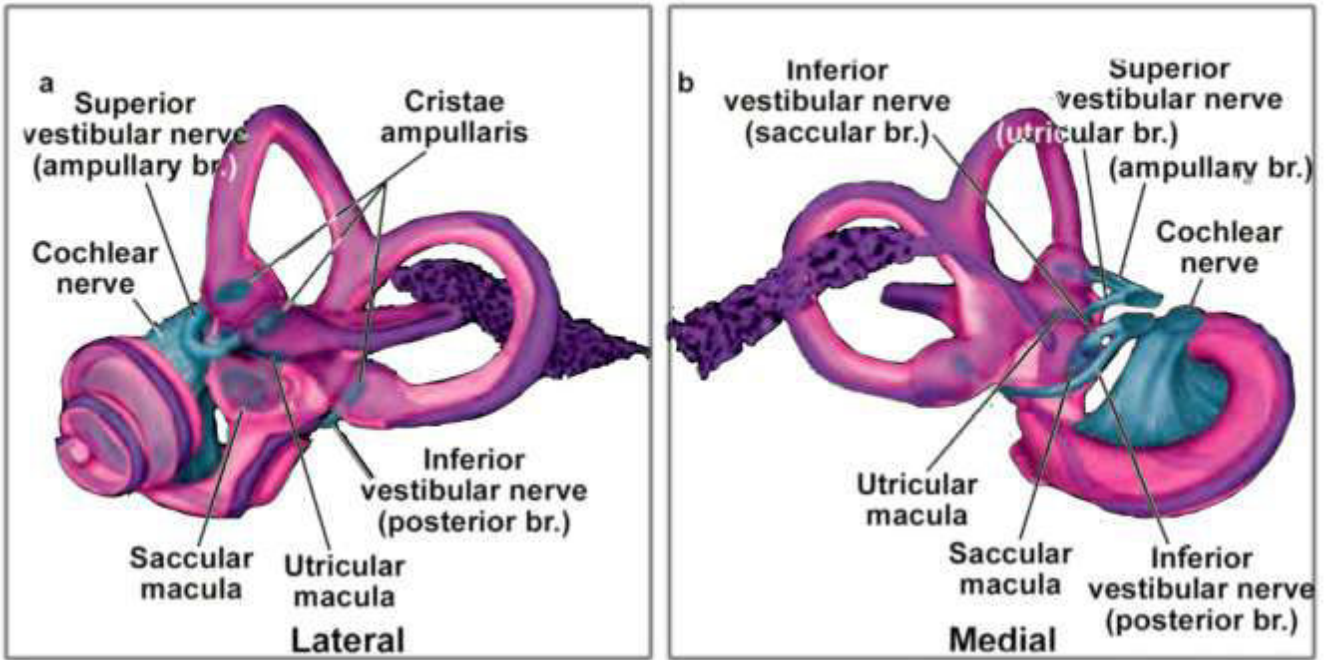 a
Superior
vestibular nerve
(ampullary br.)
Cristae
ampullaris
Cochlear
nerve
Inferior
vestibular nerve
(posterior br.)
Saccular
macula
Utricular
macula
Lateral
b
Inferior
vestibular nerve
(saccular br.)
Superior
vestibular nerve
(utricular br.)
(ampullary br.)
Cochlear
nerve
Utricular
macula
Saccular
macula
Inferior
vestibular nerve
(posterior br.)
Medial